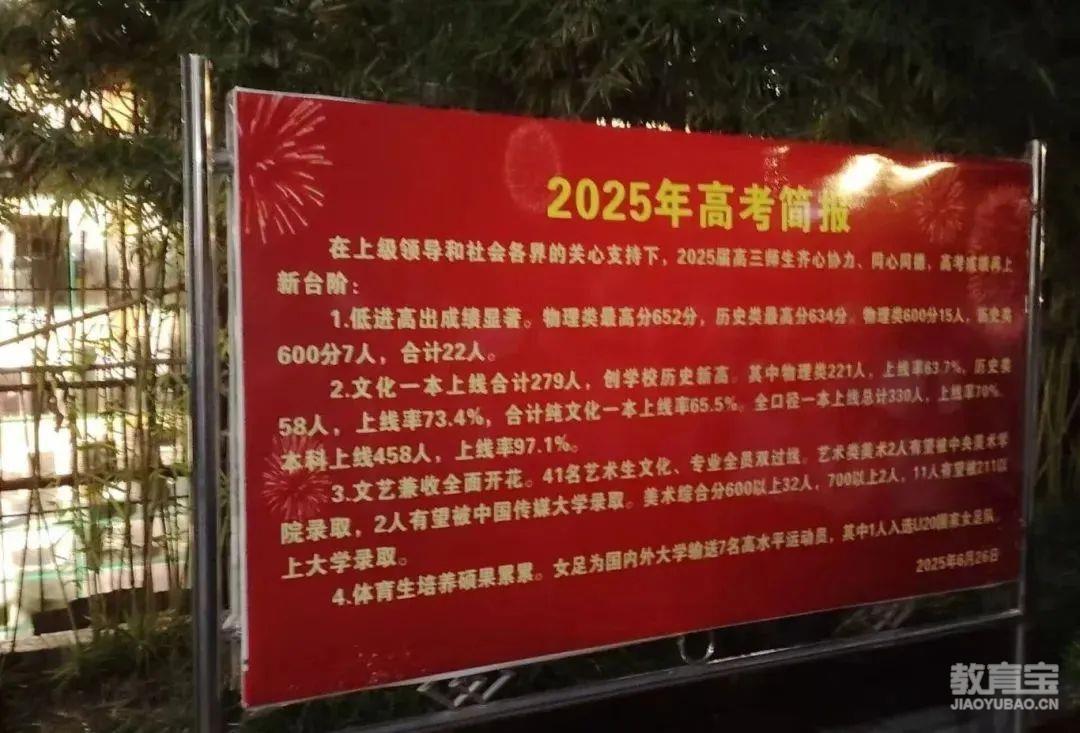 2025年高考简报
在上级领导和社会各界的关心支持下，2025届高三师生齐心协力、同心同德，高考成绩再上
新台阶：
1.低进高出成绩显著。物理类最高分652分，历史类最高分634分。物理类600分15人，历史类
600分7人，合计22人。
2.文化一本上线合计279人，创学校历史新高。其中物理类221人，上线率63.7%，历史类
58人，上线率73.4%，合计纯文化一本上线率65.5%。全口径一本上线总计330人，上线率70%。
本科上线458人，上线率97.1%。
3.文艺兼收全面开花。41名艺术生文化、专业全员双过线。艺术类美术2人有望被中央美术学
院录取，2人有望被中国传媒大学录取。美术综合分600以上32人，700以上2人，11人有望被211以
上大学录取。
4.体育生培养硕果累累。女足为国内外大学输送7名高水平运动员，其中1人入选U20国家女足队。
2025年6月26日
教育宝
JIAOYUBAO.CN